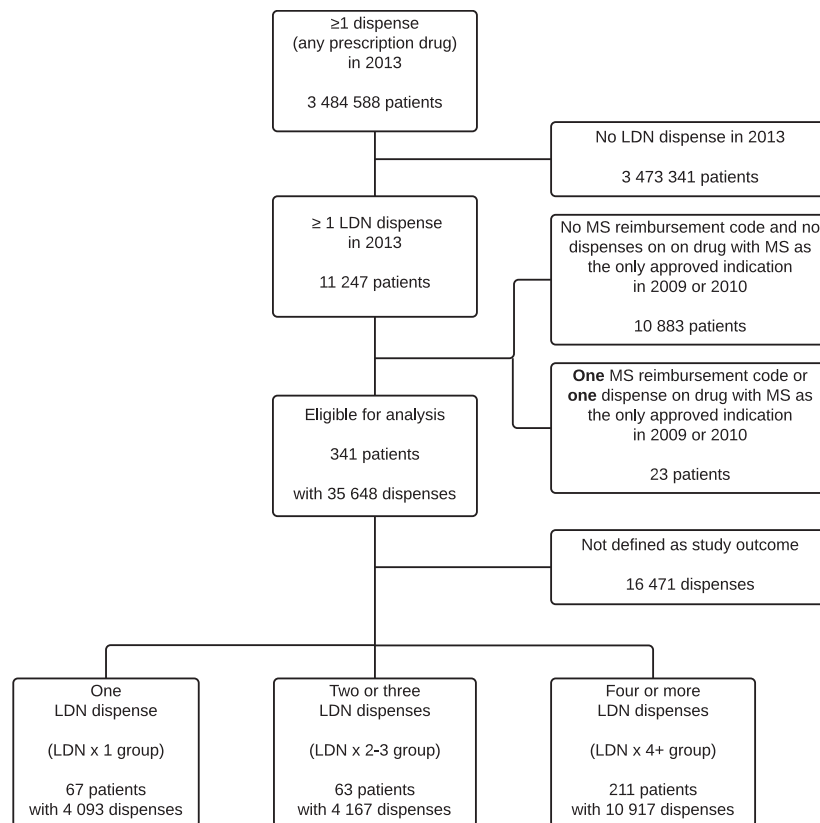 ≥1 dispense
(any prescription drug)
in 2013
3 484 588 patients
No LDN dispense in 2013
3 473 341 patients
≥ 1 LDN dispense
in 2013
11 247 patients
No MS reimbursement code and no
dispenses on on drug with MS as
the only approved indication
in 2009 or 2010
10 883 patients
One MS reimbursement code or
one dispense on drug with MS as
the only approved indication
in 2009 or 2010
23 patients
Eligible for analysis
341 patients
with 35 648 dispenses
Not defined as study outcome
16 471 dispenses
One
LDN dispense
(LDN x 1 group)
67 patients
with 4 093 dispenses
Two or three
LDN dispenses
(LDN x 2-3 group)
63 patients
with 4 167 dispenses
Four or more
LDN dispenses
(LDN x 4+ group)
211 patients
with 10 917 dispenses